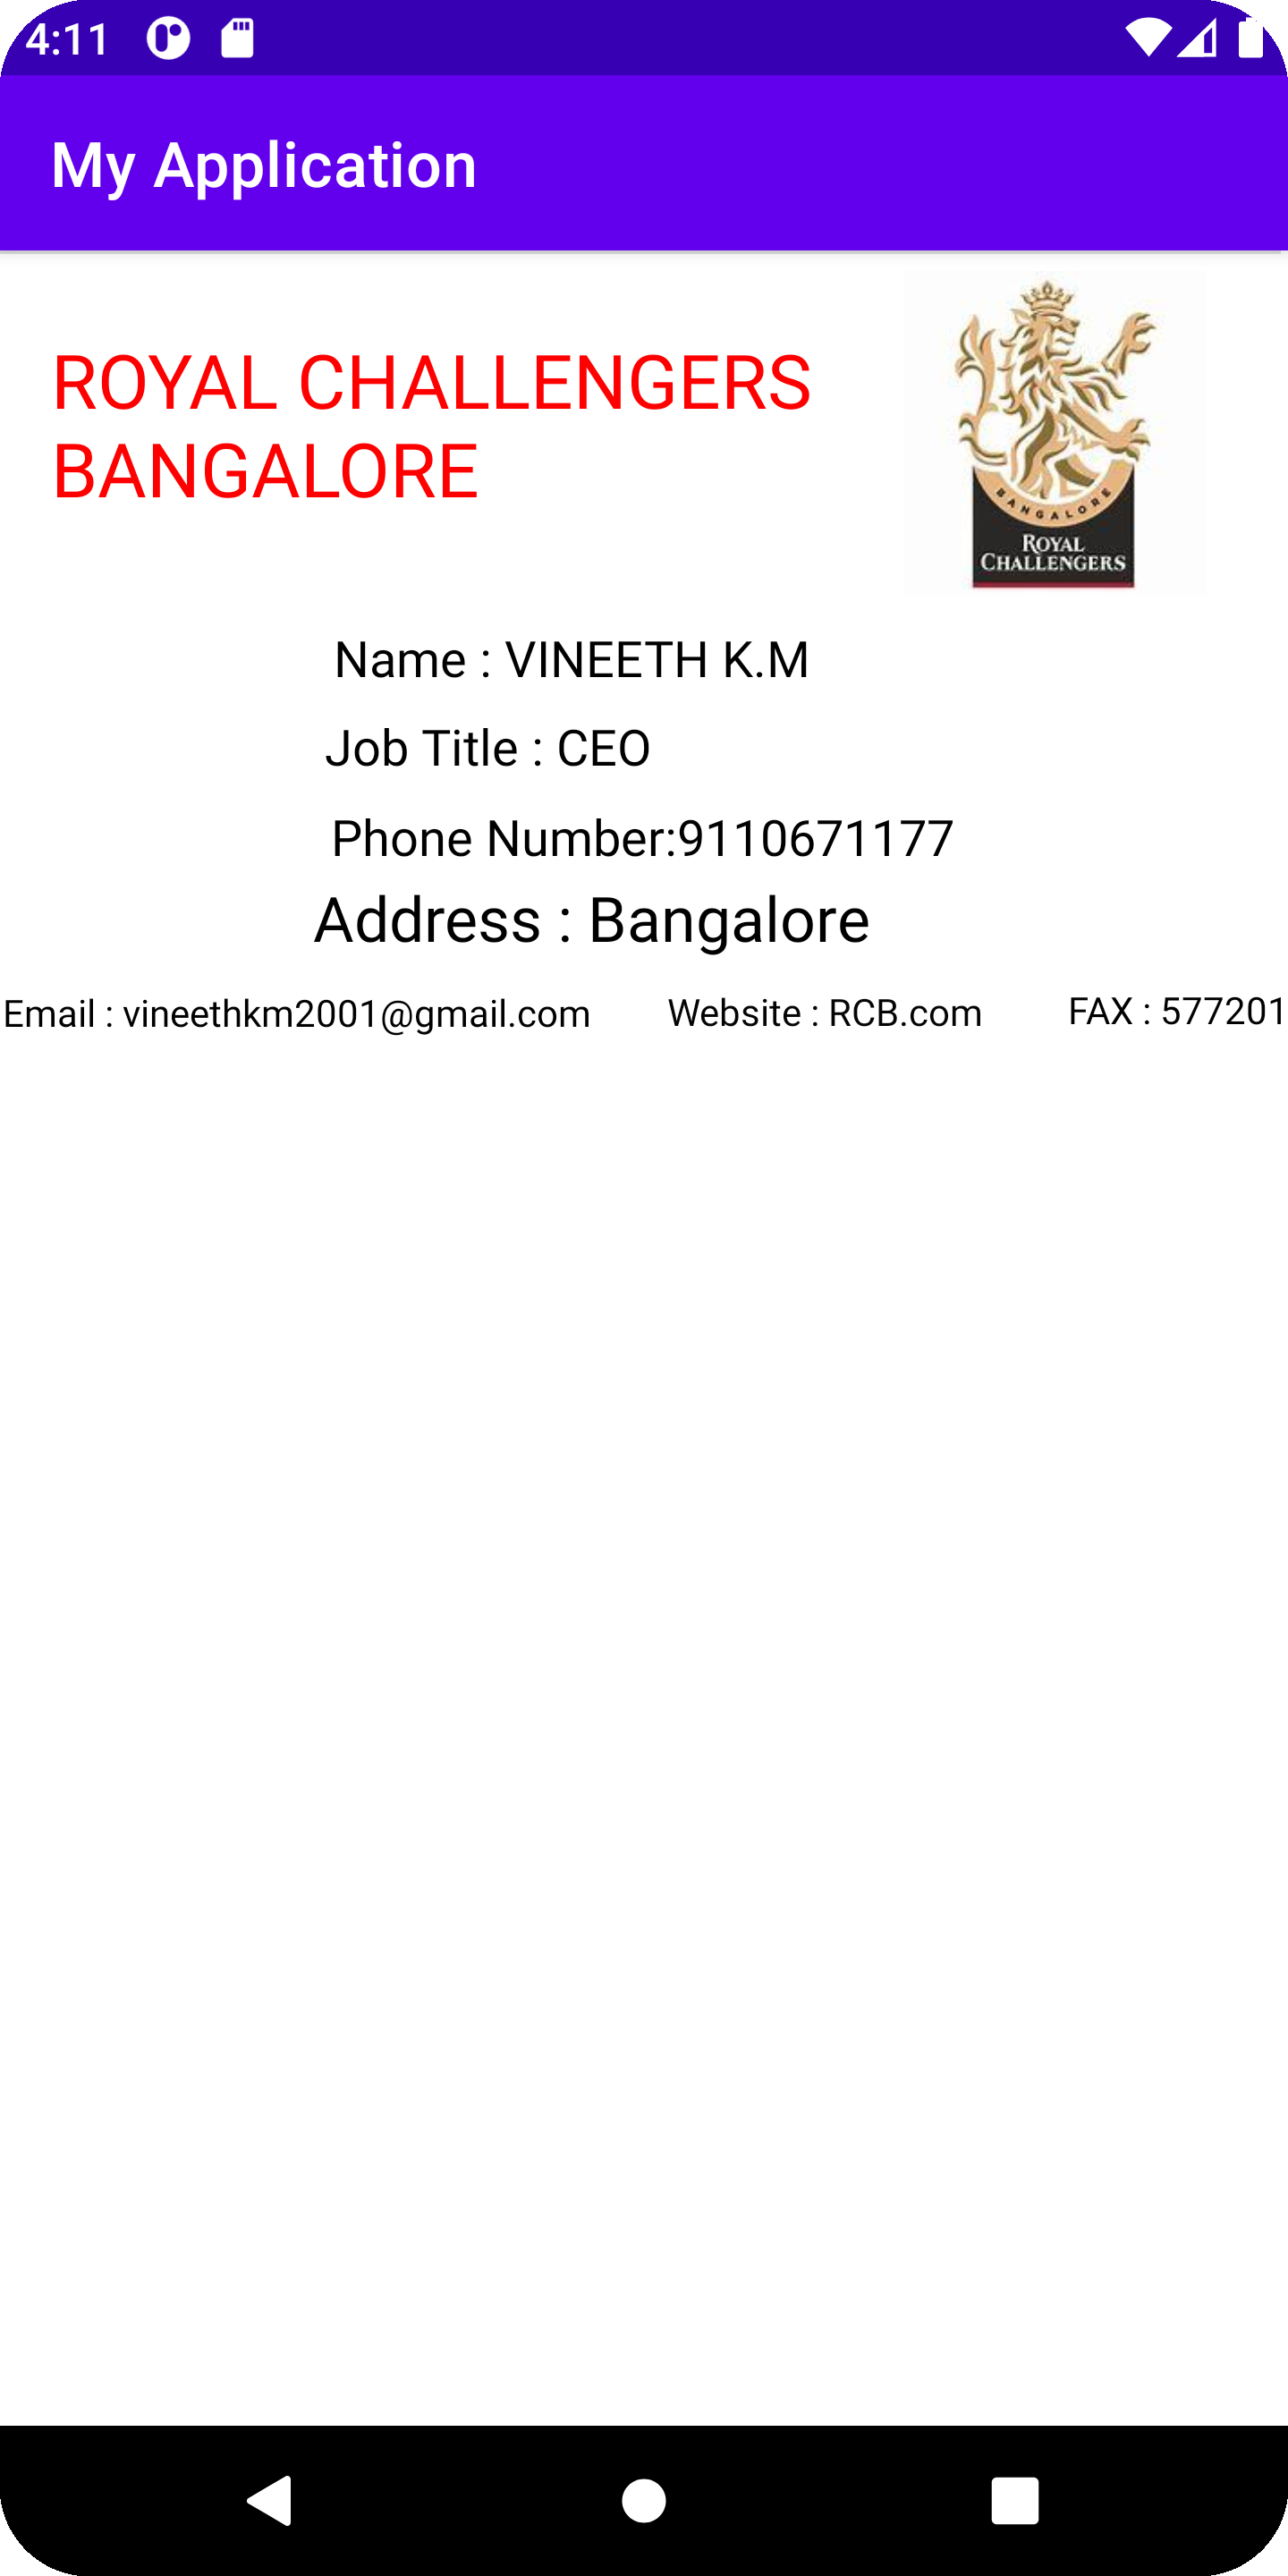 4:11
My Application
ROYAL CHALLENGERS
BANGALORE
BANGALORE
ROYAL
CHALLENGERS
Name : VINEETH K.M
Job Title : CEO
Phone Number:9110671177
Address : Bangalore
Email : vineethkm2001@gmail.com Website : RCB.com FAX : 577201